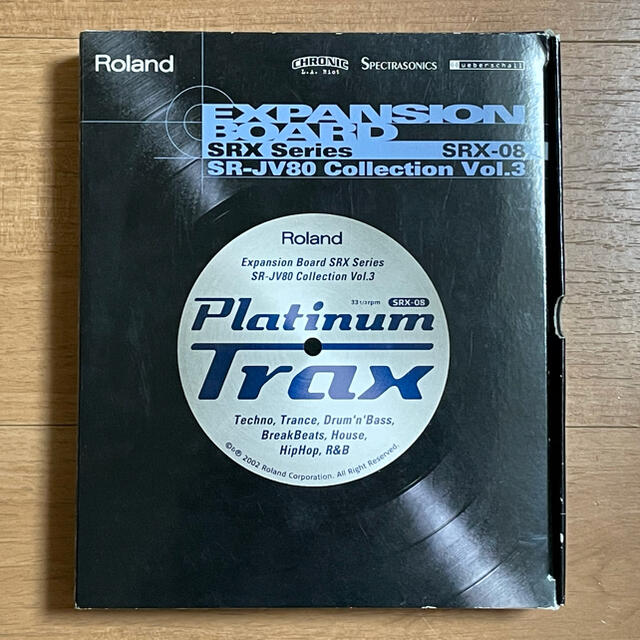 Roland
CHRONIC
L.A. Riot
SPECTRASONICS
ueberschall
EXPANSION
BOARD
SRX Series SRX-08
SR-JV80 Collection Vol.3
Roland
Expansion Board SRX Series
SR-JV80 Collection Vol.3
33 1/3 rpm SRX-08
Platinum
Trax
Techno, Trance, Drum'n'Bass,
BreakBeats, House,
HipHop, R&B
©&℗ 2002 Roland Corporation. All Right Reserved.